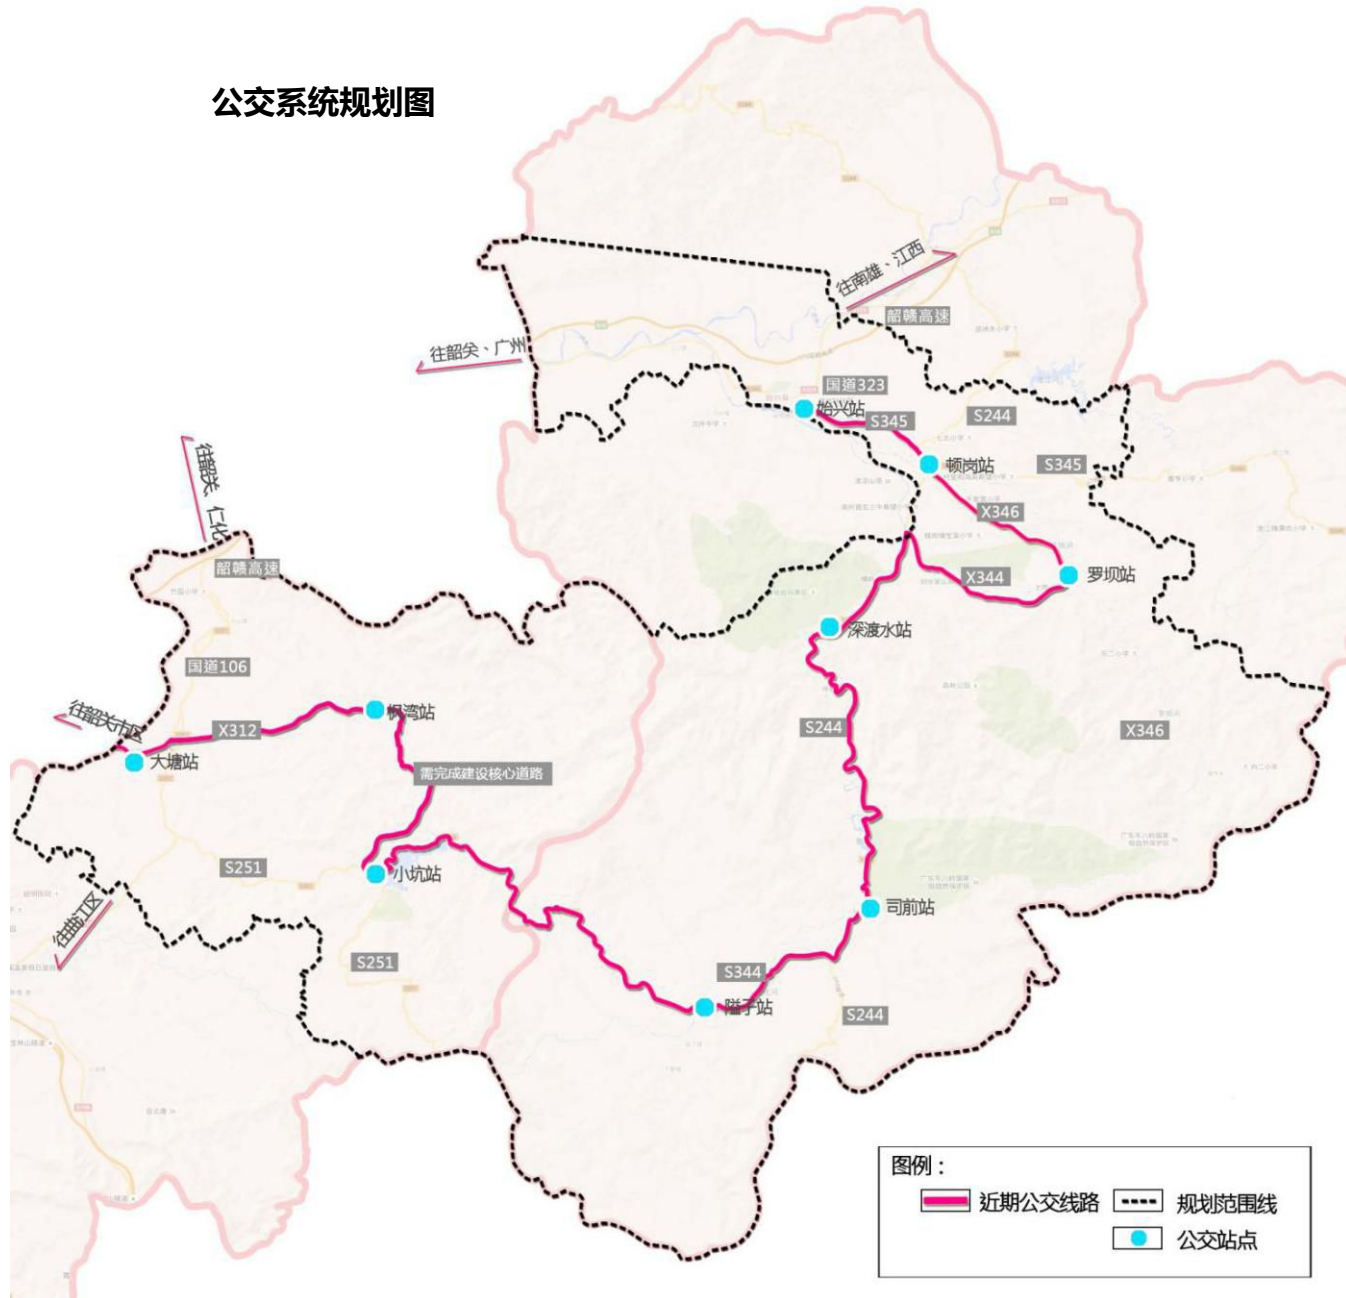 公交系统规划图
往南雄、江西
韶赣高速
往韶关、广州
国道323
始兴站
S345
S244
顿岗站
S345
X346
往韶关、仁化
韶赣高速
X344
罗坝站
深渡水站
国道106
往韶关市区
枫湾站
X312
S244
X346
大塘站
需完成建设核心道路
S251
小坑站
往曲江区
司前站
S251
S344
隘子站
S244
图例：
近期公交线路
规划范围线
公交站点